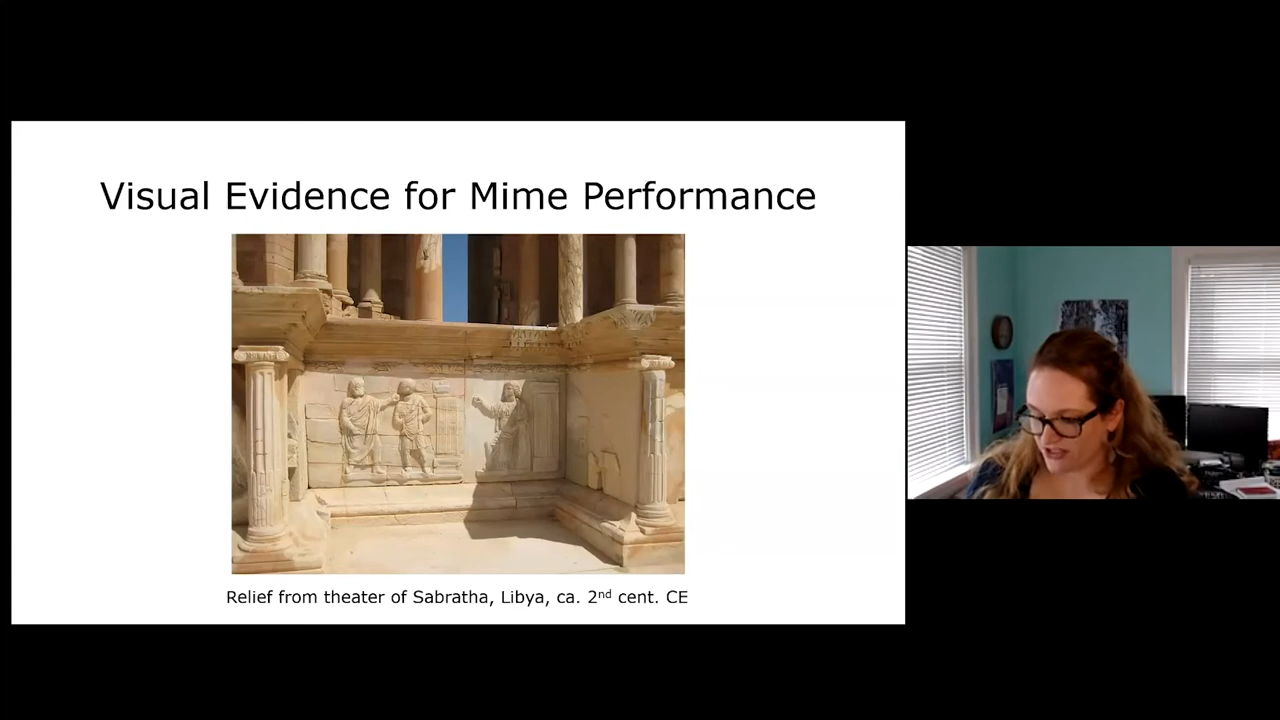 Visual Evidence for Mime Performance
Relief from theater of Sabratha, Libya, ca. 2nd cent. CE